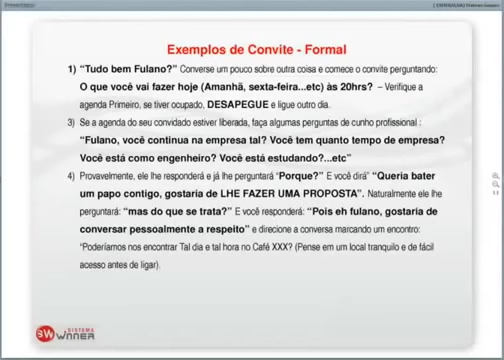 Exemplos de Convite - Formal
1) “Tudo bem Fulano?” Converse um pouco sobre outra coisa e comece o convite perguntando:
O que você vai fazer hoje (Amanhã, sexta-feira...etc) às 20hrs? – Verifique a
agenda Primeiro, se tiver ocupado, DESAPEGUE e ligue outro dia.
3) Se a agenda do seu convidado estiver liberada, faça algumas perguntas de cunho profissional :
“Fulano, você continua na empresa tal? Você tem quanto tempo de empresa?
Você está como engenheiro? Você está estudando?...etc”
4) Provavelmente, ele lhe responderá e já lhe perguntará “Porque?” E você dirá” “Queria bater
um papo contigo, gostaria de LHE FAZER UMA PROPOSTA”. Naturalmente ele lhe
perguntará: “mas do que se trata?” E você responderá: “Pois eh fulano, gostaria de
conversar pessoalmente a respeito” e direcione a conversa marcando um encontro:
“Poderíamos nos encontrar Tal dia e tal hora no Café XXX? (Pense em um local tranquilo e de fácil
acesso antes de ligar).
SW
SISTEMA
WINNER